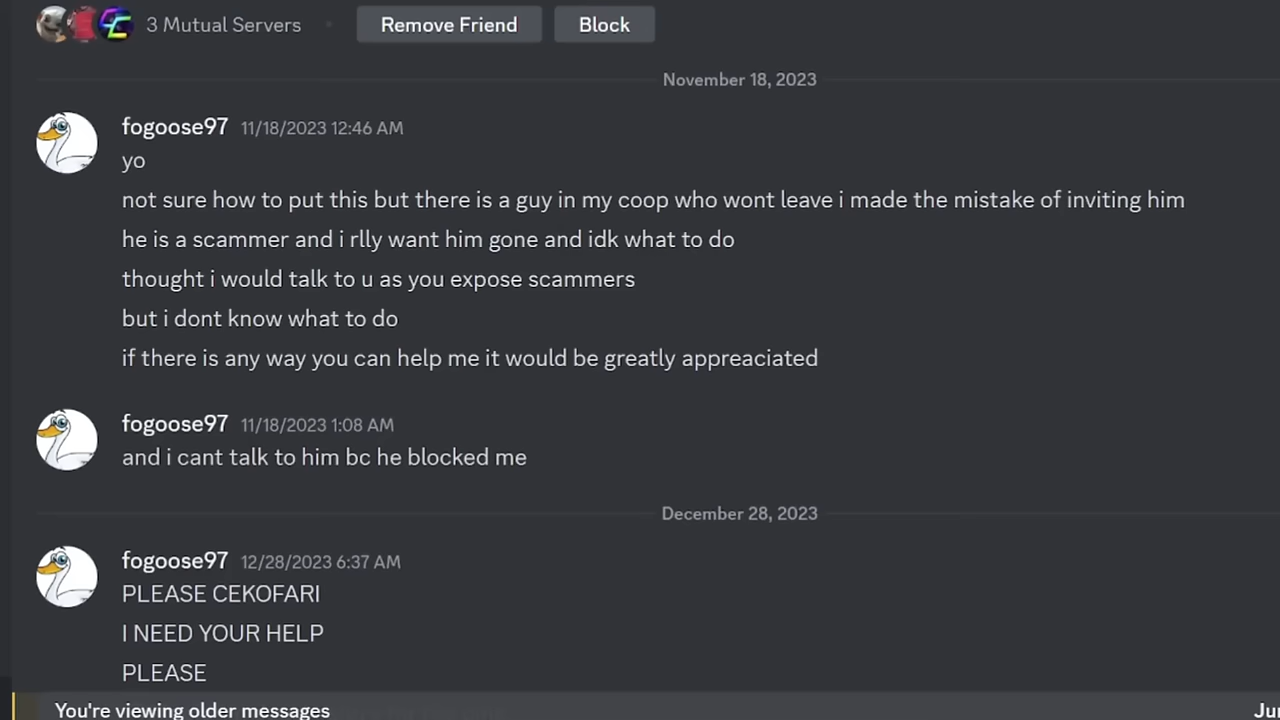 3 Mutual Servers
Remove Friend
Block
November 18, 2023
fogoose97 11/18/2023 12:46 AM
yo
not sure how to put this but there is a guy in my coop who wont leave i made the mistake of inviting him
he is a scammer and i rlly want him gone and idk what to do
thought i would talk to u as you expose scammers
but i dont know what to do
if there is any way you can help me it would be greatly appreaciated
fogoose97 11/18/2023 1:08 AM
and i cant talk to him bc he blocked me
December 28, 2023
fogoose97 12/28/2023 6:37 AM
PLEASE CEKOFARI
I NEED YOUR HELP
PLEASE
You're viewing older messages